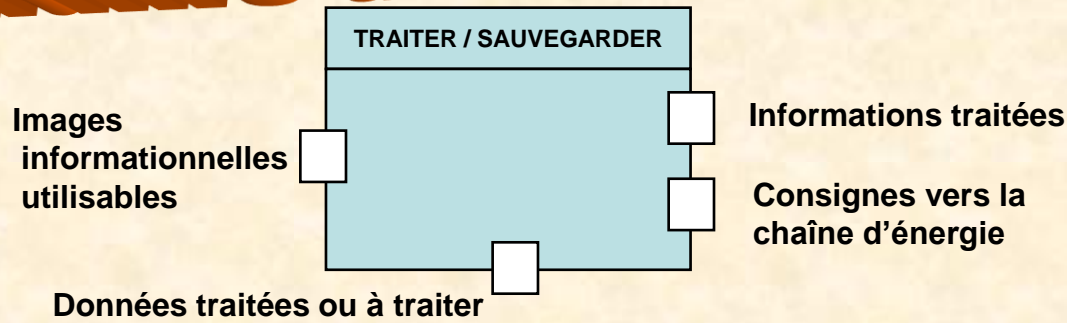 TRAITER / SAUVEGARDER
Images
informationnelles
utilisables
Informations traitées
Consignes vers la
chaîne d’énergie
Données traitées ou à traiter